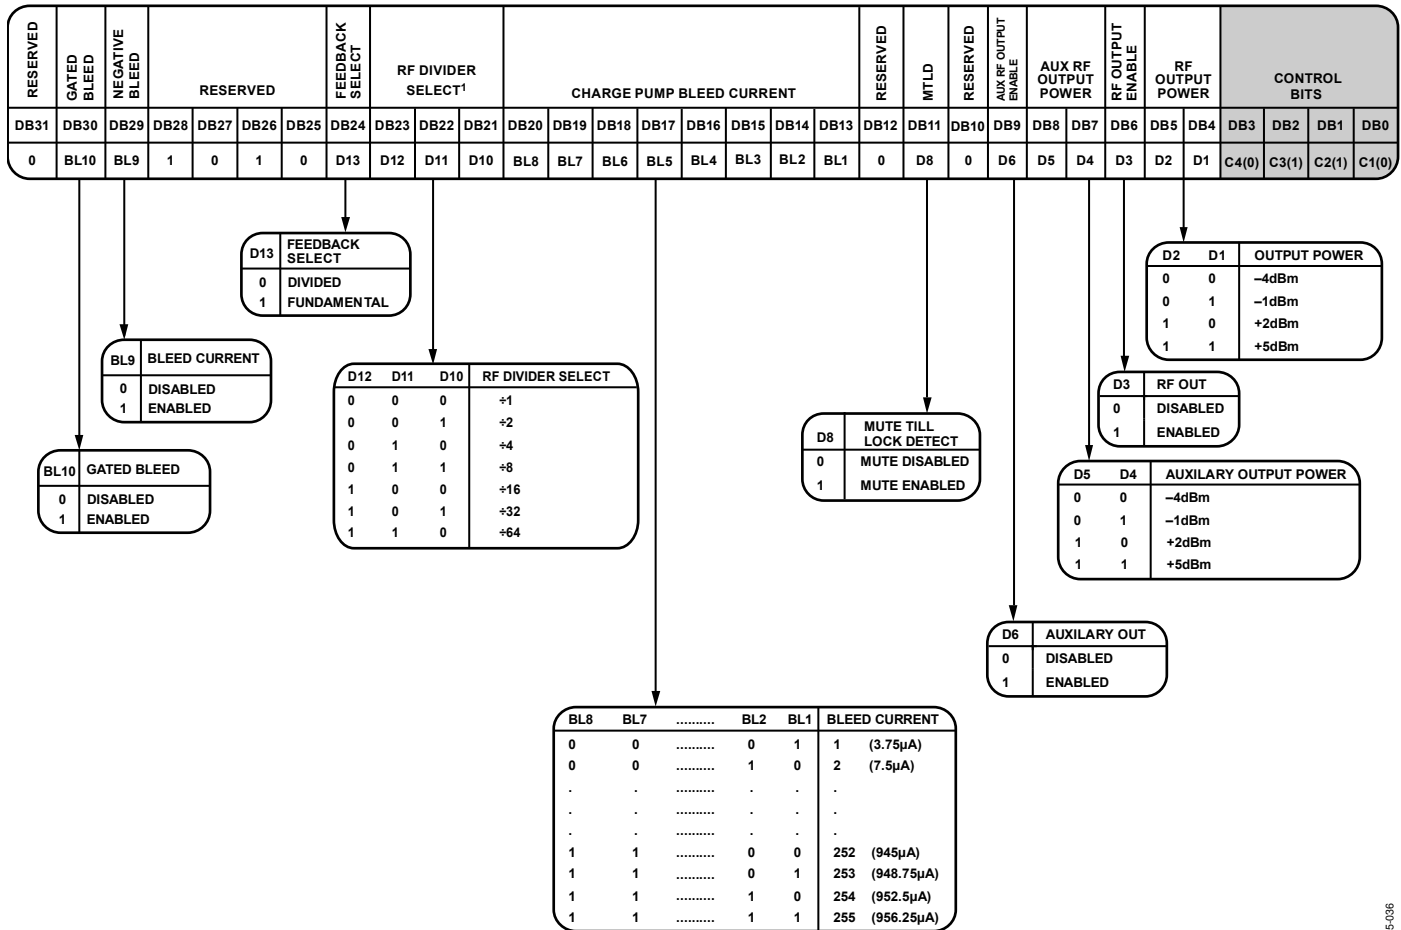 RESERVED
GATED BLEED
NEGATIVE BLEED
RESERVED
FEEDBACK SELECT
RF DIVIDER SELECT1
CHARGE PUMP BLEED CURRENT
RESERVED
MTLD
RESERVED
AUX RF OUTPUT ENABLE
AUX RF OUTPUT POWER
RF OUTPUT ENABLE
RF OUTPUT POWER
CONTROL BITS
DB31 DB30 DB29 DB28 DB27 DB26 DB25 DB24 DB23 DB22 DB21 DB20 DB19 DB18 DB17 DB16 DB15 DB14 DB13 DB12 DB11 DB10 DB9 DB8 DB7 DB6 DB5 DB4 DB3 DB2 DB1 DB0
0 BL10 BL9 1 0 1 0 D13 D12 D11 D10 BL8 BL7 BL6 BL5 BL4 BL3 BL2 BL1 0 D8 0 D6 D5 D4 D3 D2 D1 C4(0) C3(1) C2(1) C1(0)
D13 FEEDBACK SELECT
0 DIVIDED
1 FUNDAMENTAL
D2 D1 OUTPUT POWER
0 0 –4dBm
0 1 –1dBm
1 0 +2dBm
1 1 +5dBm
BL9 BLEED CURRENT
0 DISABLED
1 ENABLED
D12 D11 D10 RF DIVIDER SELECT
0 0 0 ÷1
0 0 1 ÷2
0 1 0 ÷4
0 1 1 ÷8
1 0 0 ÷16
1 0 1 ÷32
1 1 0 ÷64
D3 RF OUT
0 DISABLED
1 ENABLED
D8 MUTE TILL LOCK DETECT
0 MUTE DISABLED
1 MUTE ENABLED
BL10 GATED BLEED
0 DISABLED
1 ENABLED
D5 D4 AUXILARY OUTPUT POWER
0 0 –4dBm
0 1 –1dBm
1 0 +2dBm
1 1 +5dBm
D6 AUXILARY OUT
0 DISABLED
1 ENABLED
BL8 BL7 .......... BL2 BL1 BLEED CURRENT
0 0 .......... 0 1 1 (3.75µA)
0 0 .......... 1 0 2 (7.5µA)
. . .......... . . .
. . .......... . . .
. . .......... . . .
1 1 .......... 0 0 252 (945µA)
1 1 .......... 0 1 253 (948.75µA)
1 1 .......... 1 0 254 (952.5µA)
1 1 .......... 1 1 255 (956.25µA)
5-036